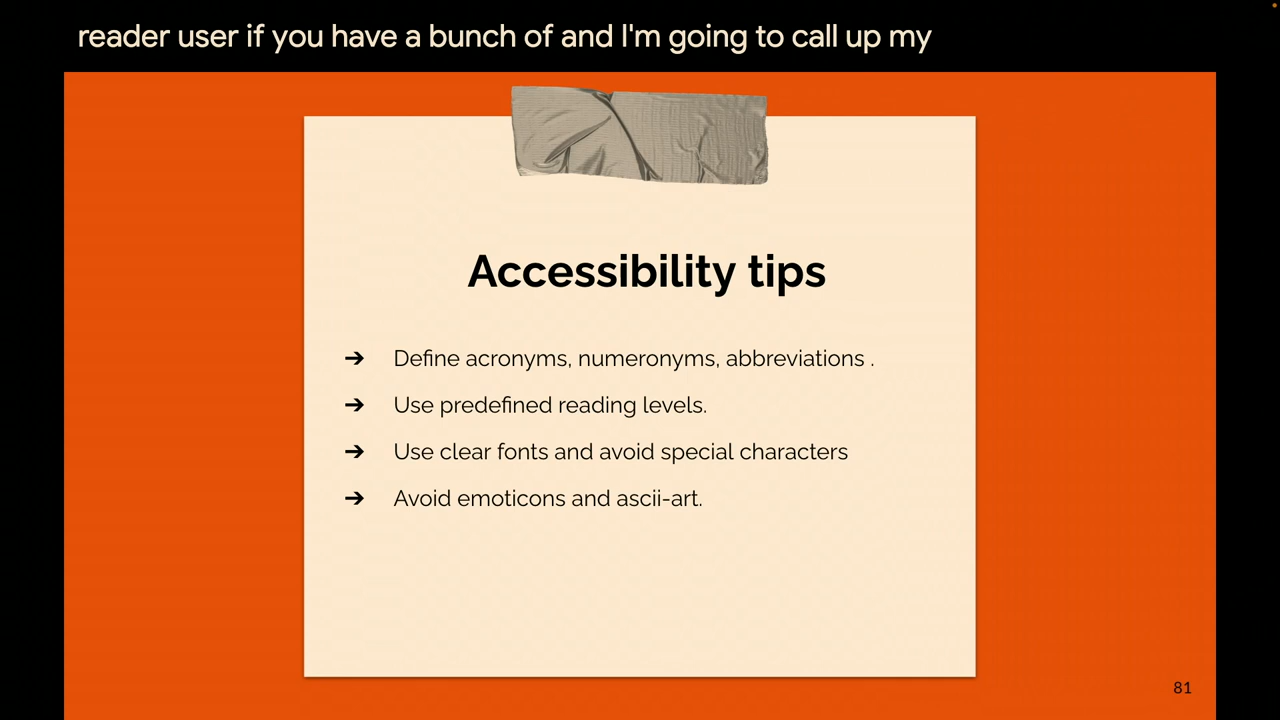 reader user if you have a bunch of and I'm going to call up my
Accessibility tips
➔ Define acronyms, numeronyms, abbreviations .
➔ Use predefined reading levels.
➔ Use clear fonts and avoid special characters
➔ Avoid emoticons and ascii-art.
81